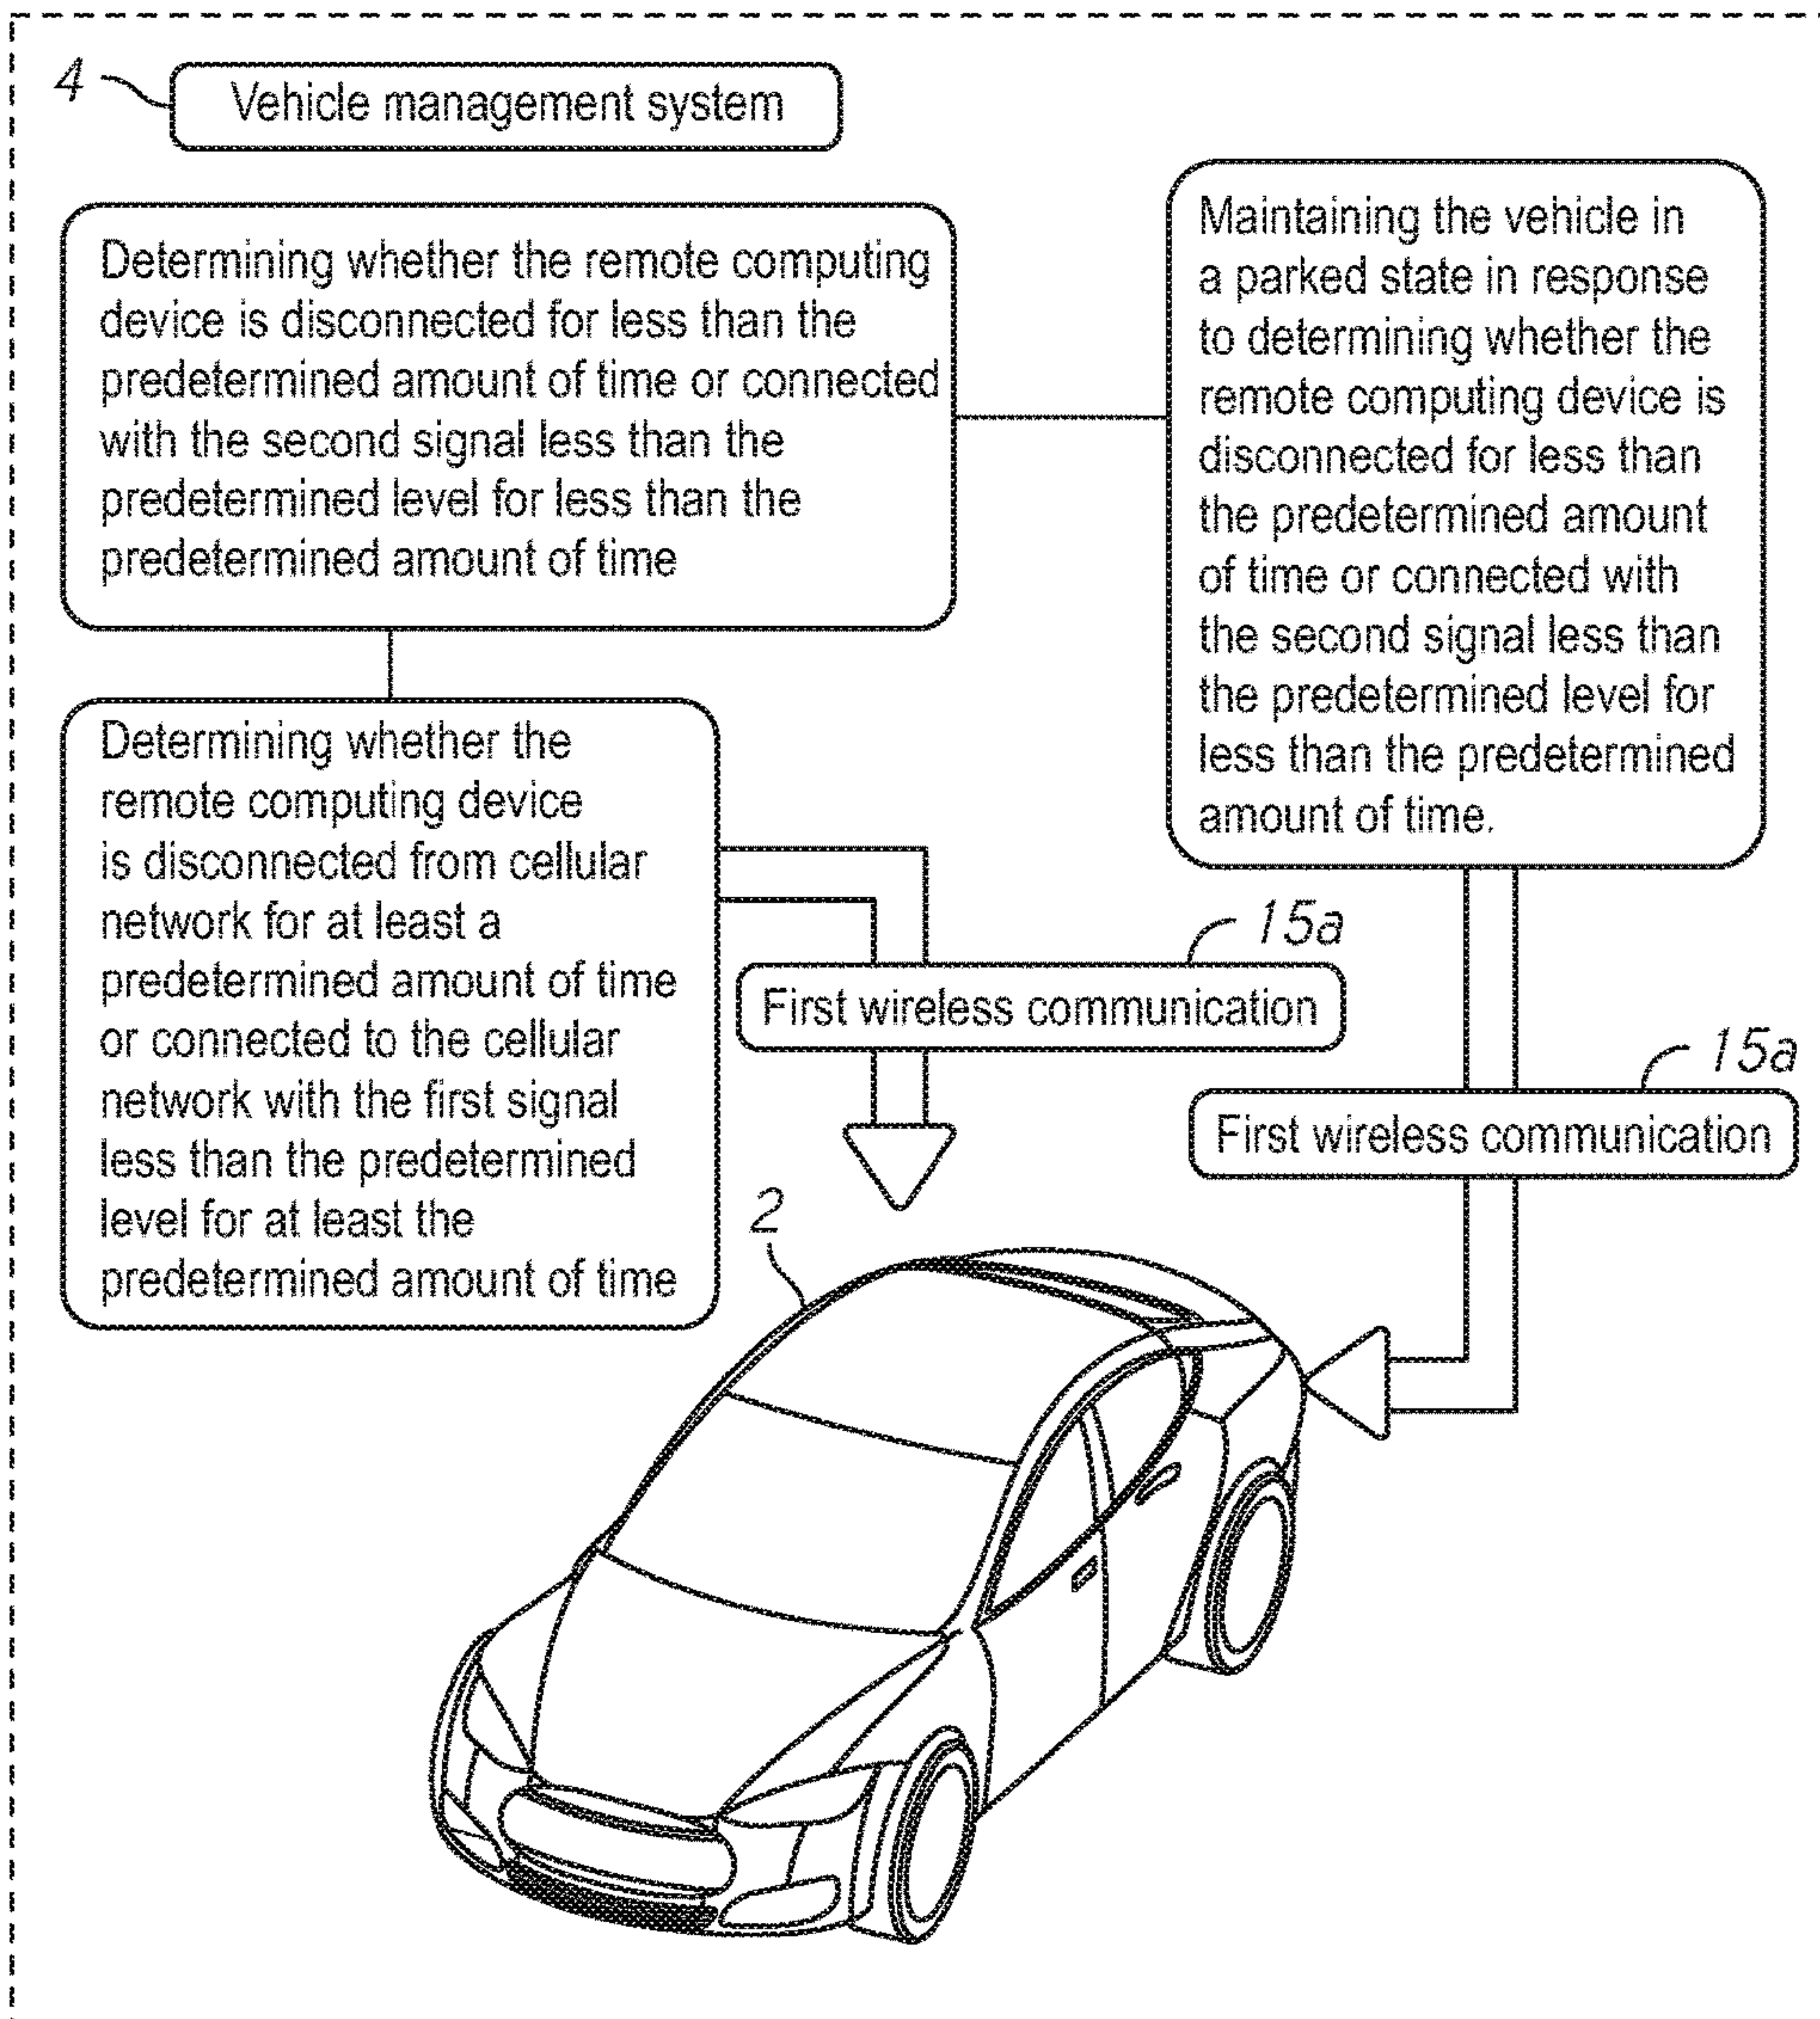 4
Vehicle management system
Determining whether the remote computing
device is disconnected for less than the
predetermined amount of time or connected
with the second signal less than the
predetermined level for less than the
predetermined amount of time
Maintaining the vehicle in
a parked state in response
to determining whether the
remote computing device is
disconnected for less than
the predetermined amount
of time or connected with
the second signal less than
the predetermined level for
less than the predetermined
amount of time.
Determining whether the
remote computing device
is disconnected from cellular
network for at least a
predetermined amount of time
or connected to the cellular
network with the first signal
less than the predetermined
level for at least the
predetermined amount of time
15a
First wireless communication
15a
First wireless communication
2